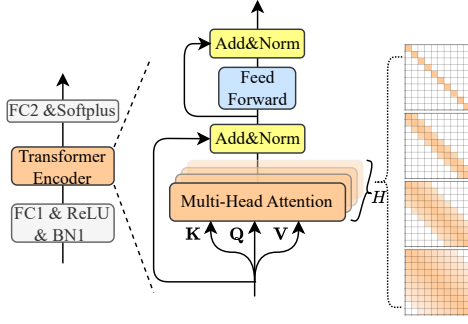 FC2 &Softplus
Transformer
Encoder
FC1 & ReLU
& BN1
Add&Norm
Feed
Forward
Add&Norm
Multi-Head Attention
K Q V
H